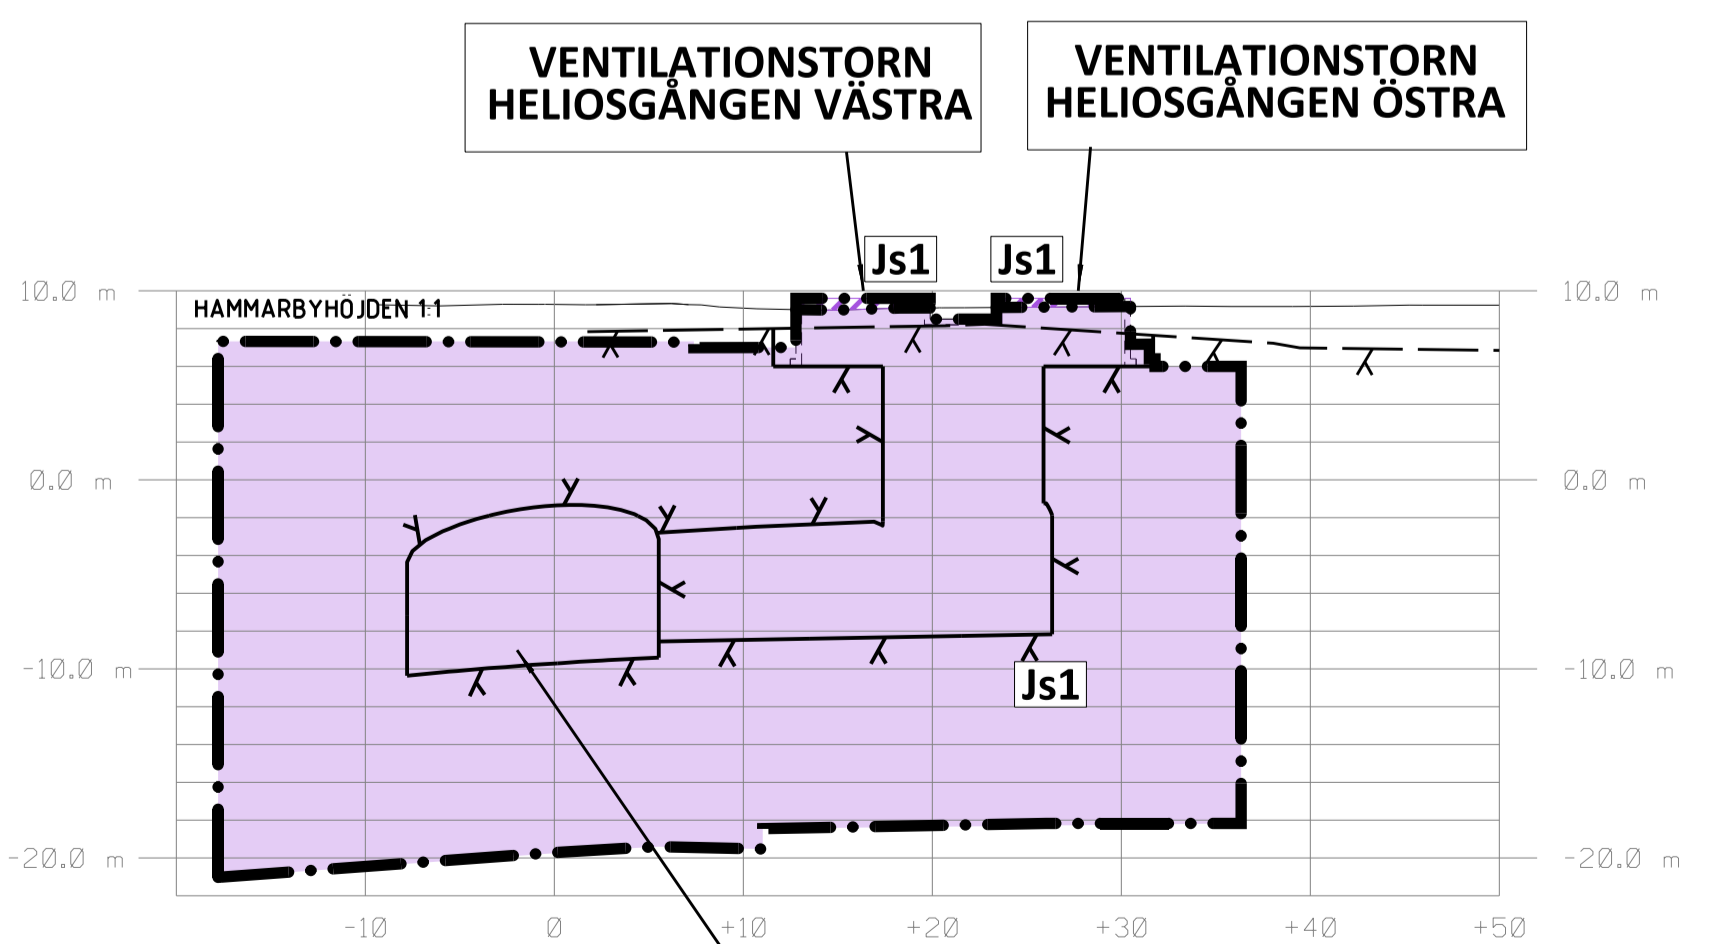 VENTILATIONSTORN
HELIOSGÅNGEN VÄSTRA
VENTILATIONSTORN
HELIOSGÅNGEN ÖSTRA
Js1
Js1
10.0 m
HAMMARBYHÖJDEN 1:1
10.0 m
0.0 m
0.0 m
-10.0 m
Js1
-10.0 m
-20.0 m
-20.0 m
-10
0
+10
+20
+30
+40
+50